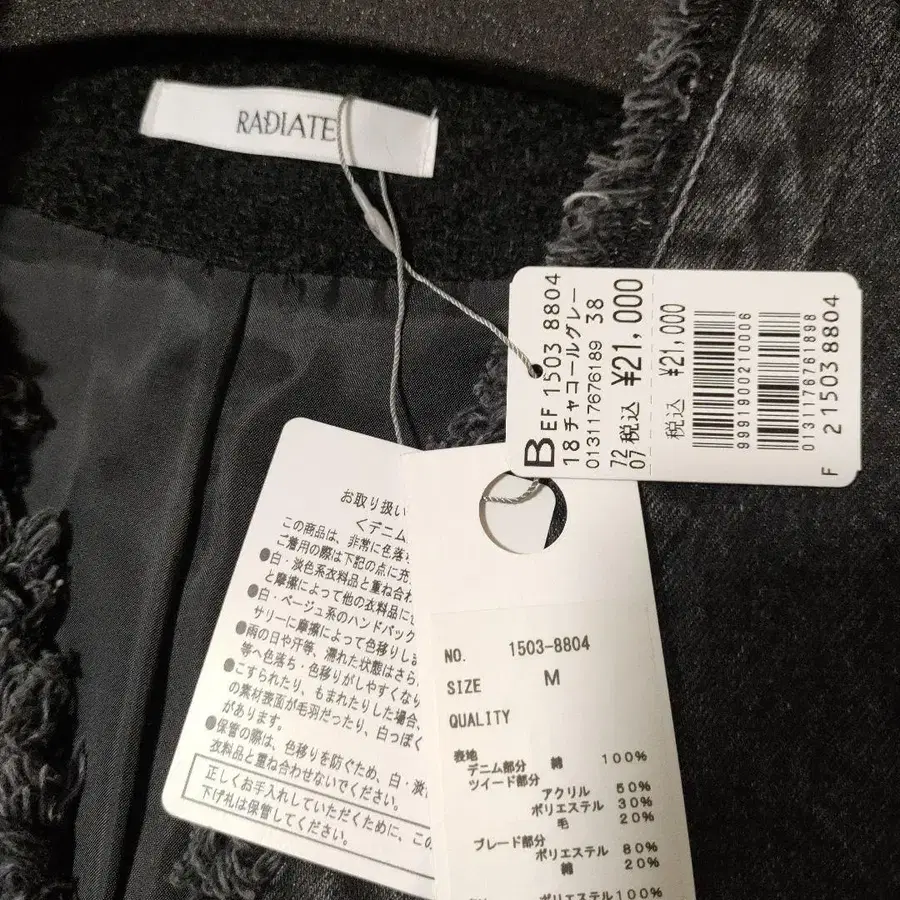 RADIATE
B EF 1503 8804
18チャコールグレー
013117676189 38
72 税込 ¥21,000
07
税込 ¥21,000
9991900210006
0131176761898
F 21503 8804
お取り扱い
<デニム
この商品は、非常に色落ち
ご着用の際は下記の点に充
●白・淡色系衣料品と重ね合わ
と摩擦によって他の衣料品に
●白・ベージュ系のハンドバック
サリーに摩擦によって色移りしま
●雨の日や汗等、濡れた状態はさら
等へ色落ち・色移りがしやすくなり
●こすられたり、もまれたりした場合、
の素材表面が毛羽だったり、白っぽく
があります。
●保管の際は、色移りを防ぐため、白・淡
衣料品と重ね合わせないでください。
正しくお手入れしていただくために、この
下げ札は保管してください。
NO. 1503-8804
SIZE M
QUALITY
表地
デニム部分 綿 100%
ツイード部分
アクリル 50%
ポリエステル 30%
毛 20%
ブレード部分
ポリエステル 80%
綿 20%
ポリエステル100%